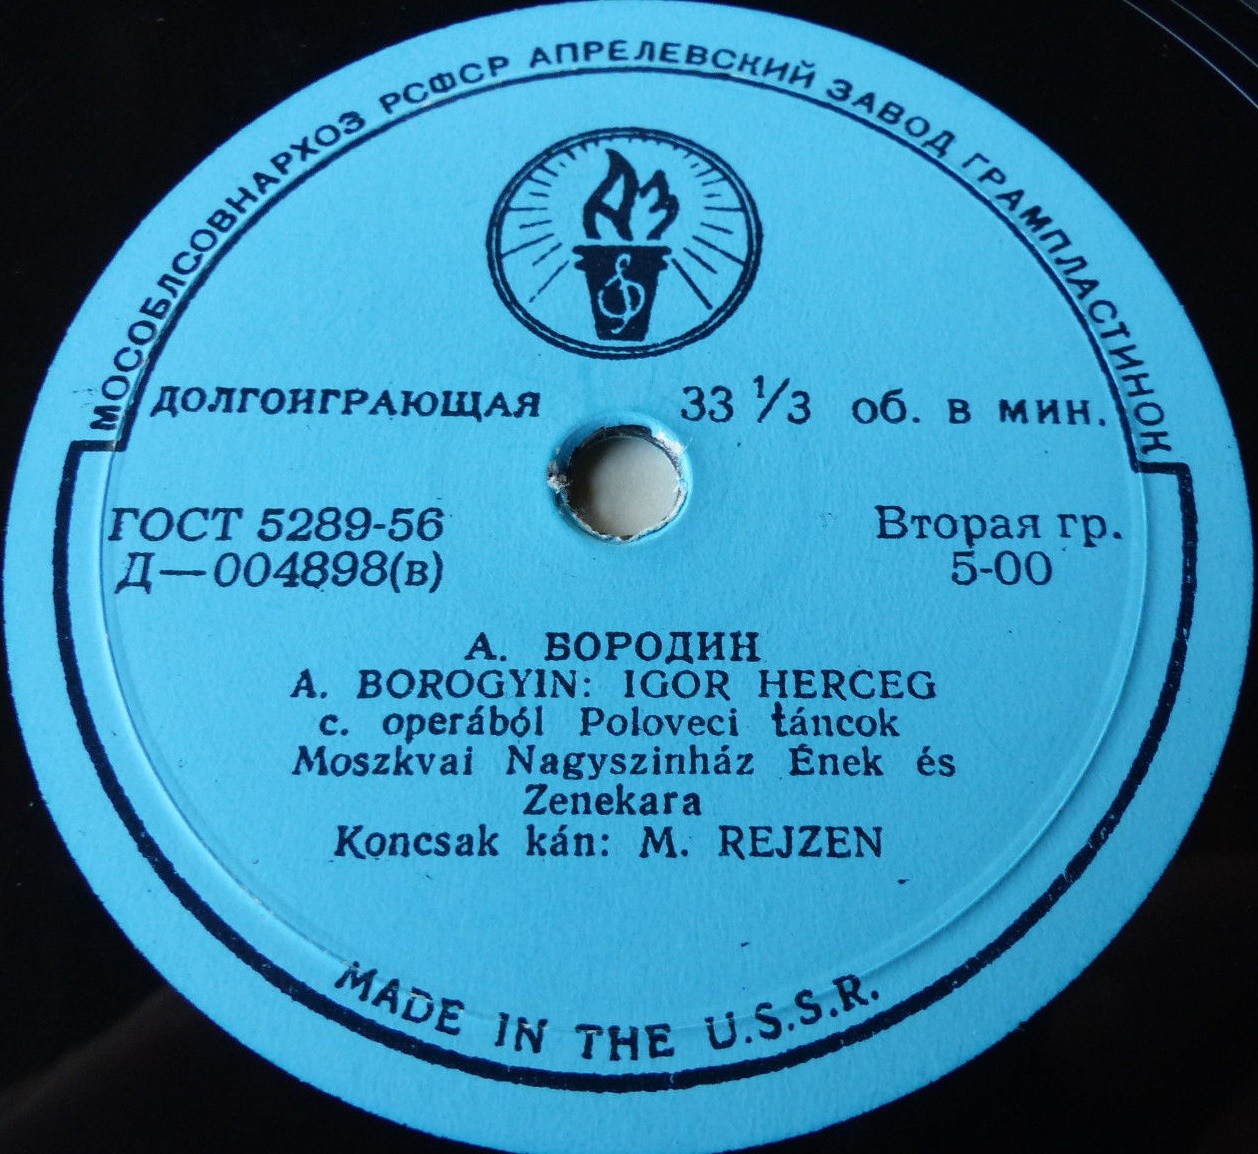 МОСОБЛСОВНАРХОЗ РСФСР АПРЕЛЕВСКИЙ ЗАВОД ГРАМПЛАСТИНОК
АЗ
ДОЛГОИГРАЮЩАЯ 33 1/3 об. в мин.
ГОСТ 5289-56 Вторая гр.
Д—004898(в) 5-00
А. БОРОДИН
A. BOROGYIN: IGOR HERCEG
c. operából Poloveci táncok
Moszkvai Nagyszinház Ének és
Zenekara
Koncsak kán: M. REJZEN
MADE IN THE U.S.S.R.